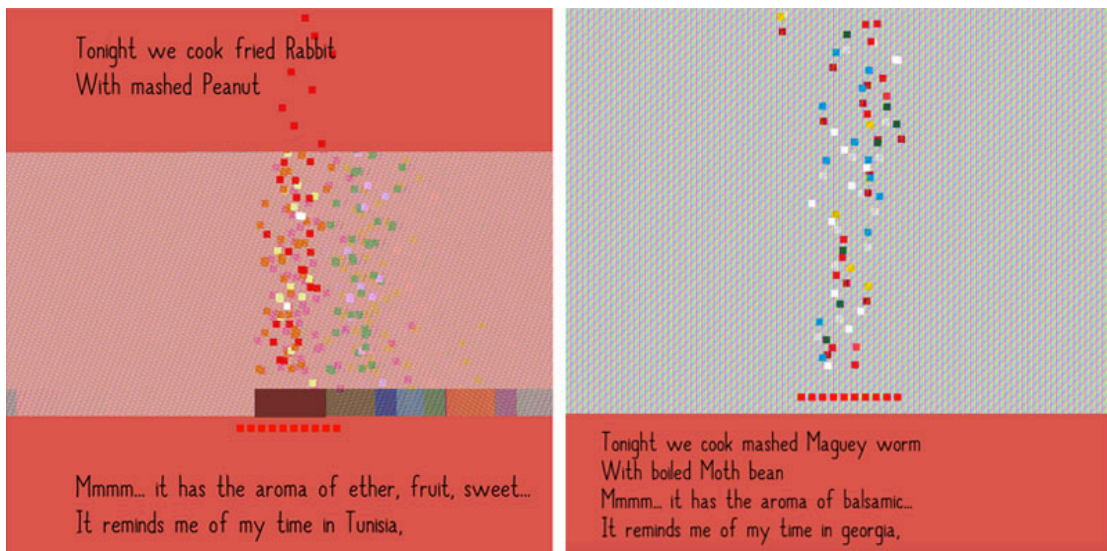 Tonight we cook fried Rabbit
With mashed Peanut
Mmmm... it has the aroma of ether, fruit, sweet...
It reminds me of my time in Tunisia,
Tonight we cook mashed Maguey worm
With boiled Moth bean
Mmmm... it has the aroma of balsamic...
It reminds me of my time in georgia,